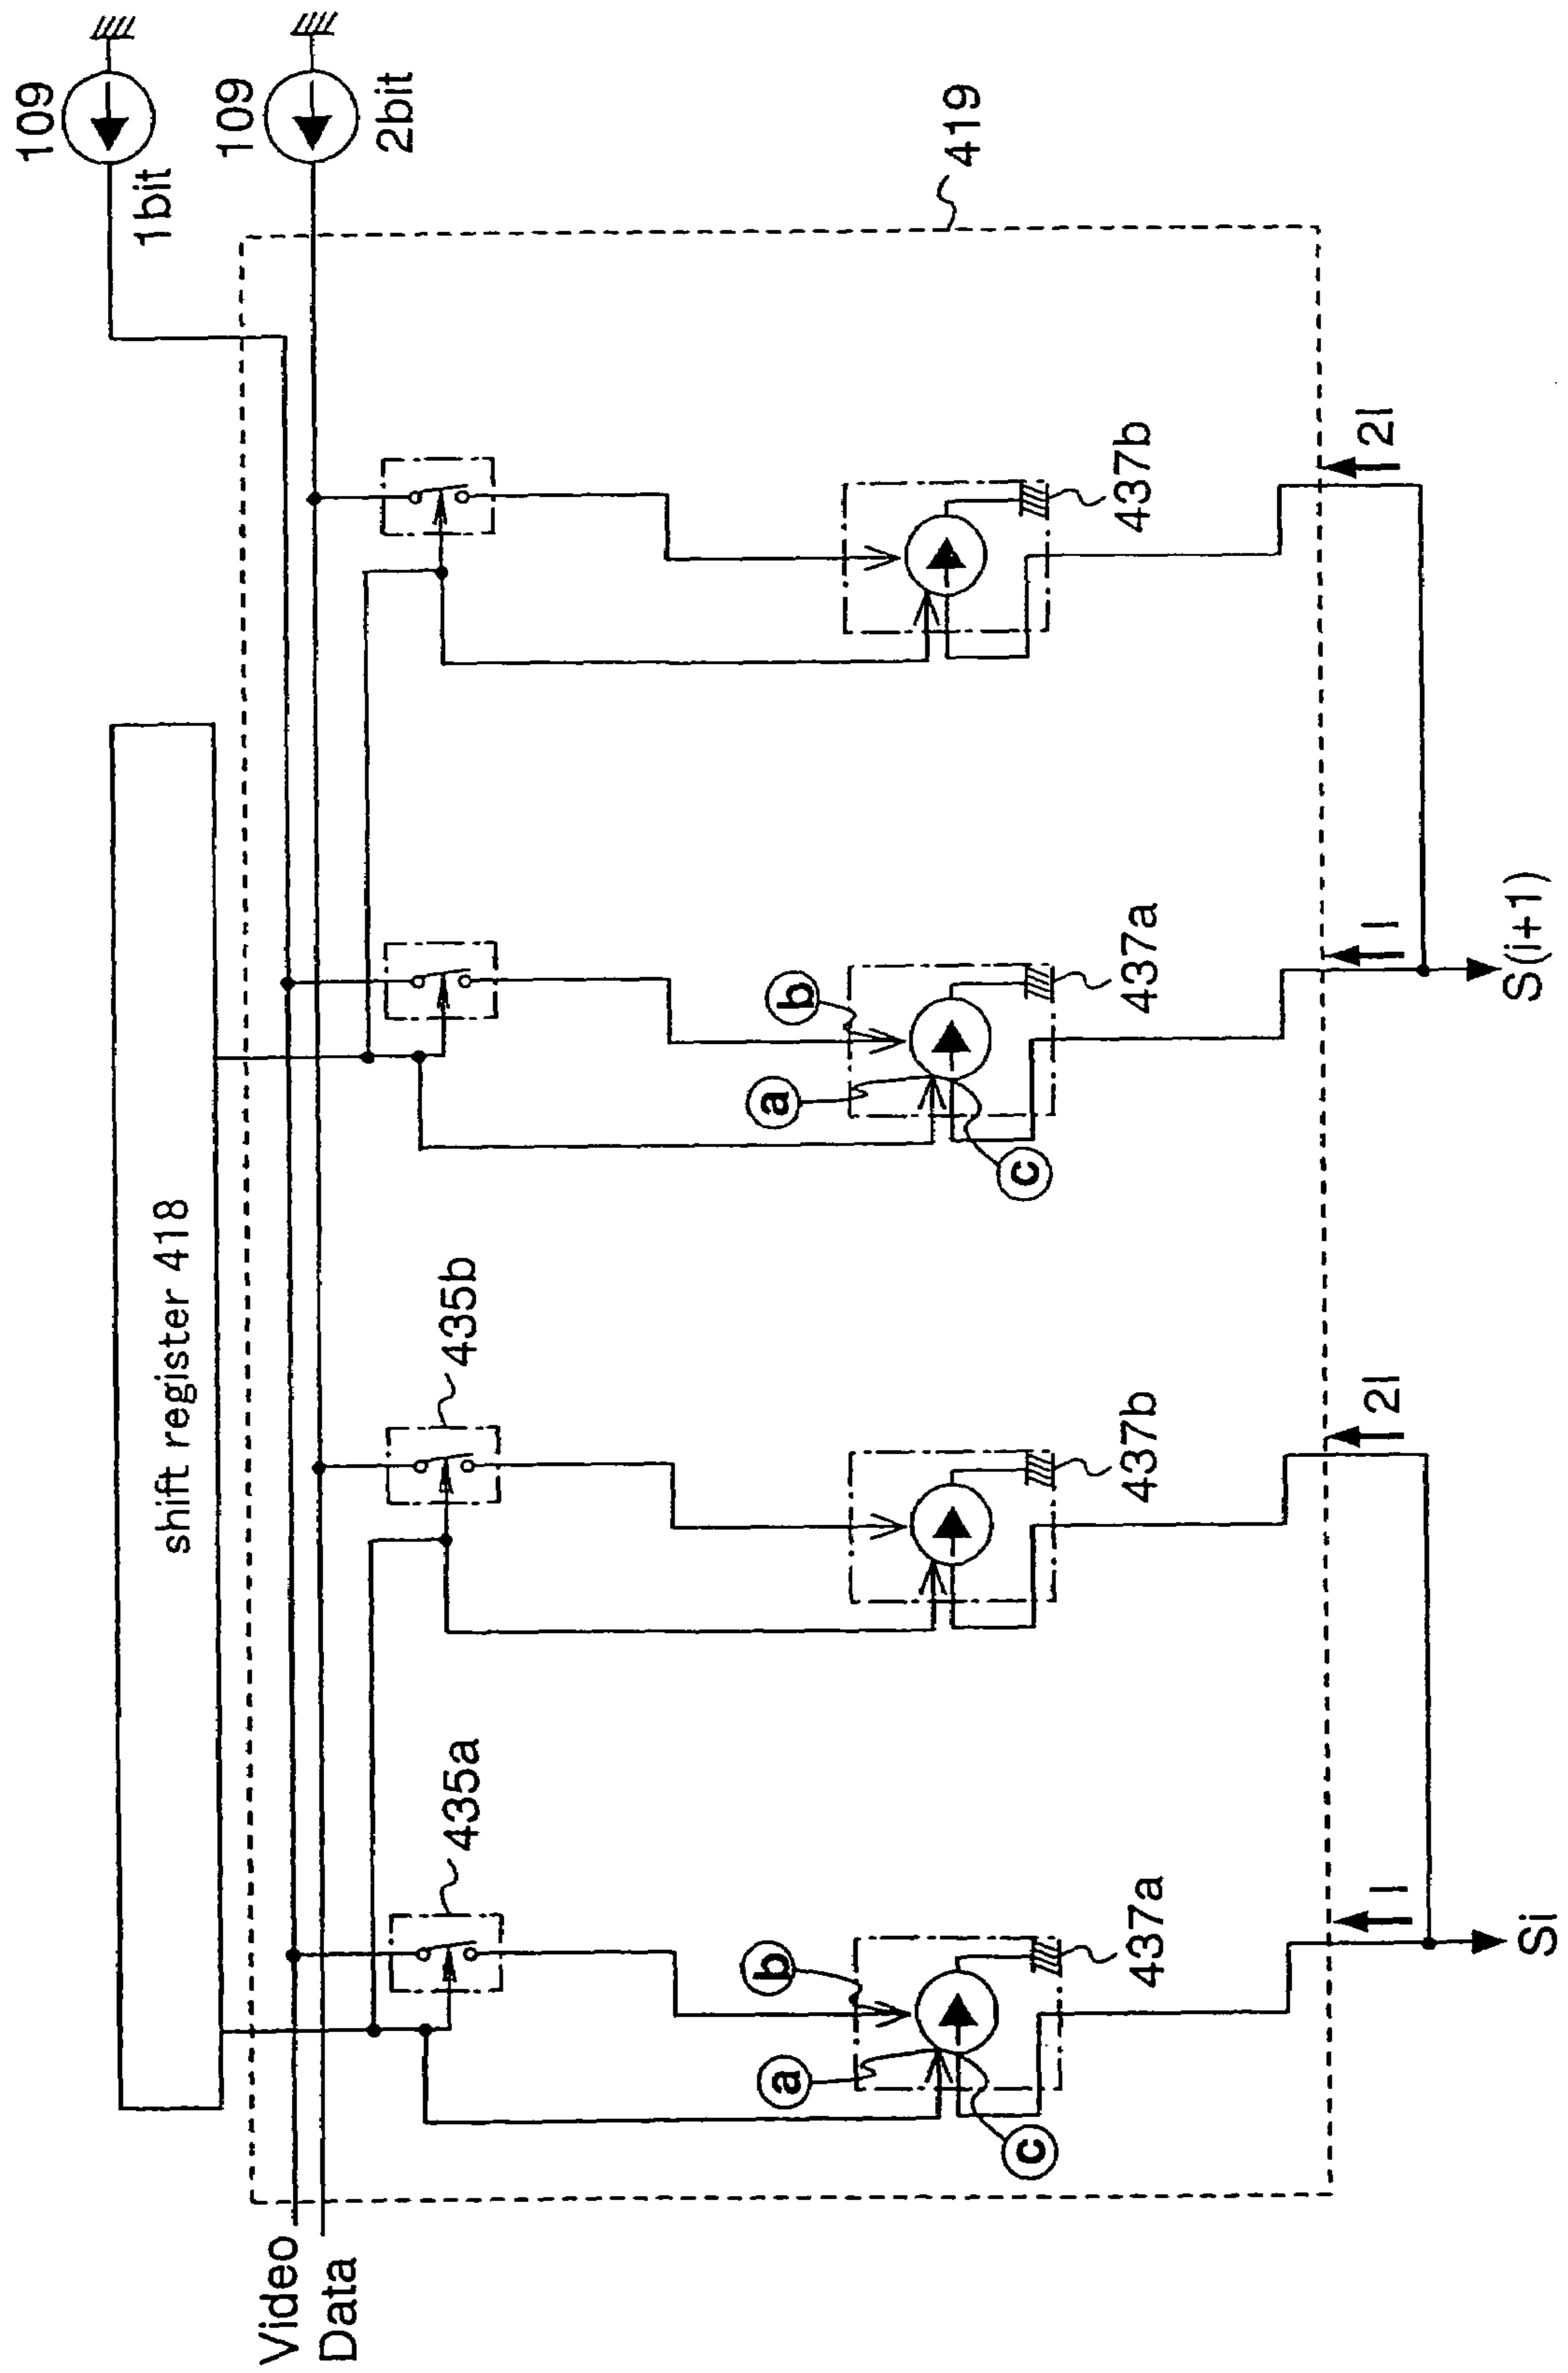 109
1bit
109
2bit
shift register 418
Video
Data
419
435a
435b
a
b
c
437a
437b
a
b
c
437a
437b
I
2I
I
2I
Si
S(i+1)